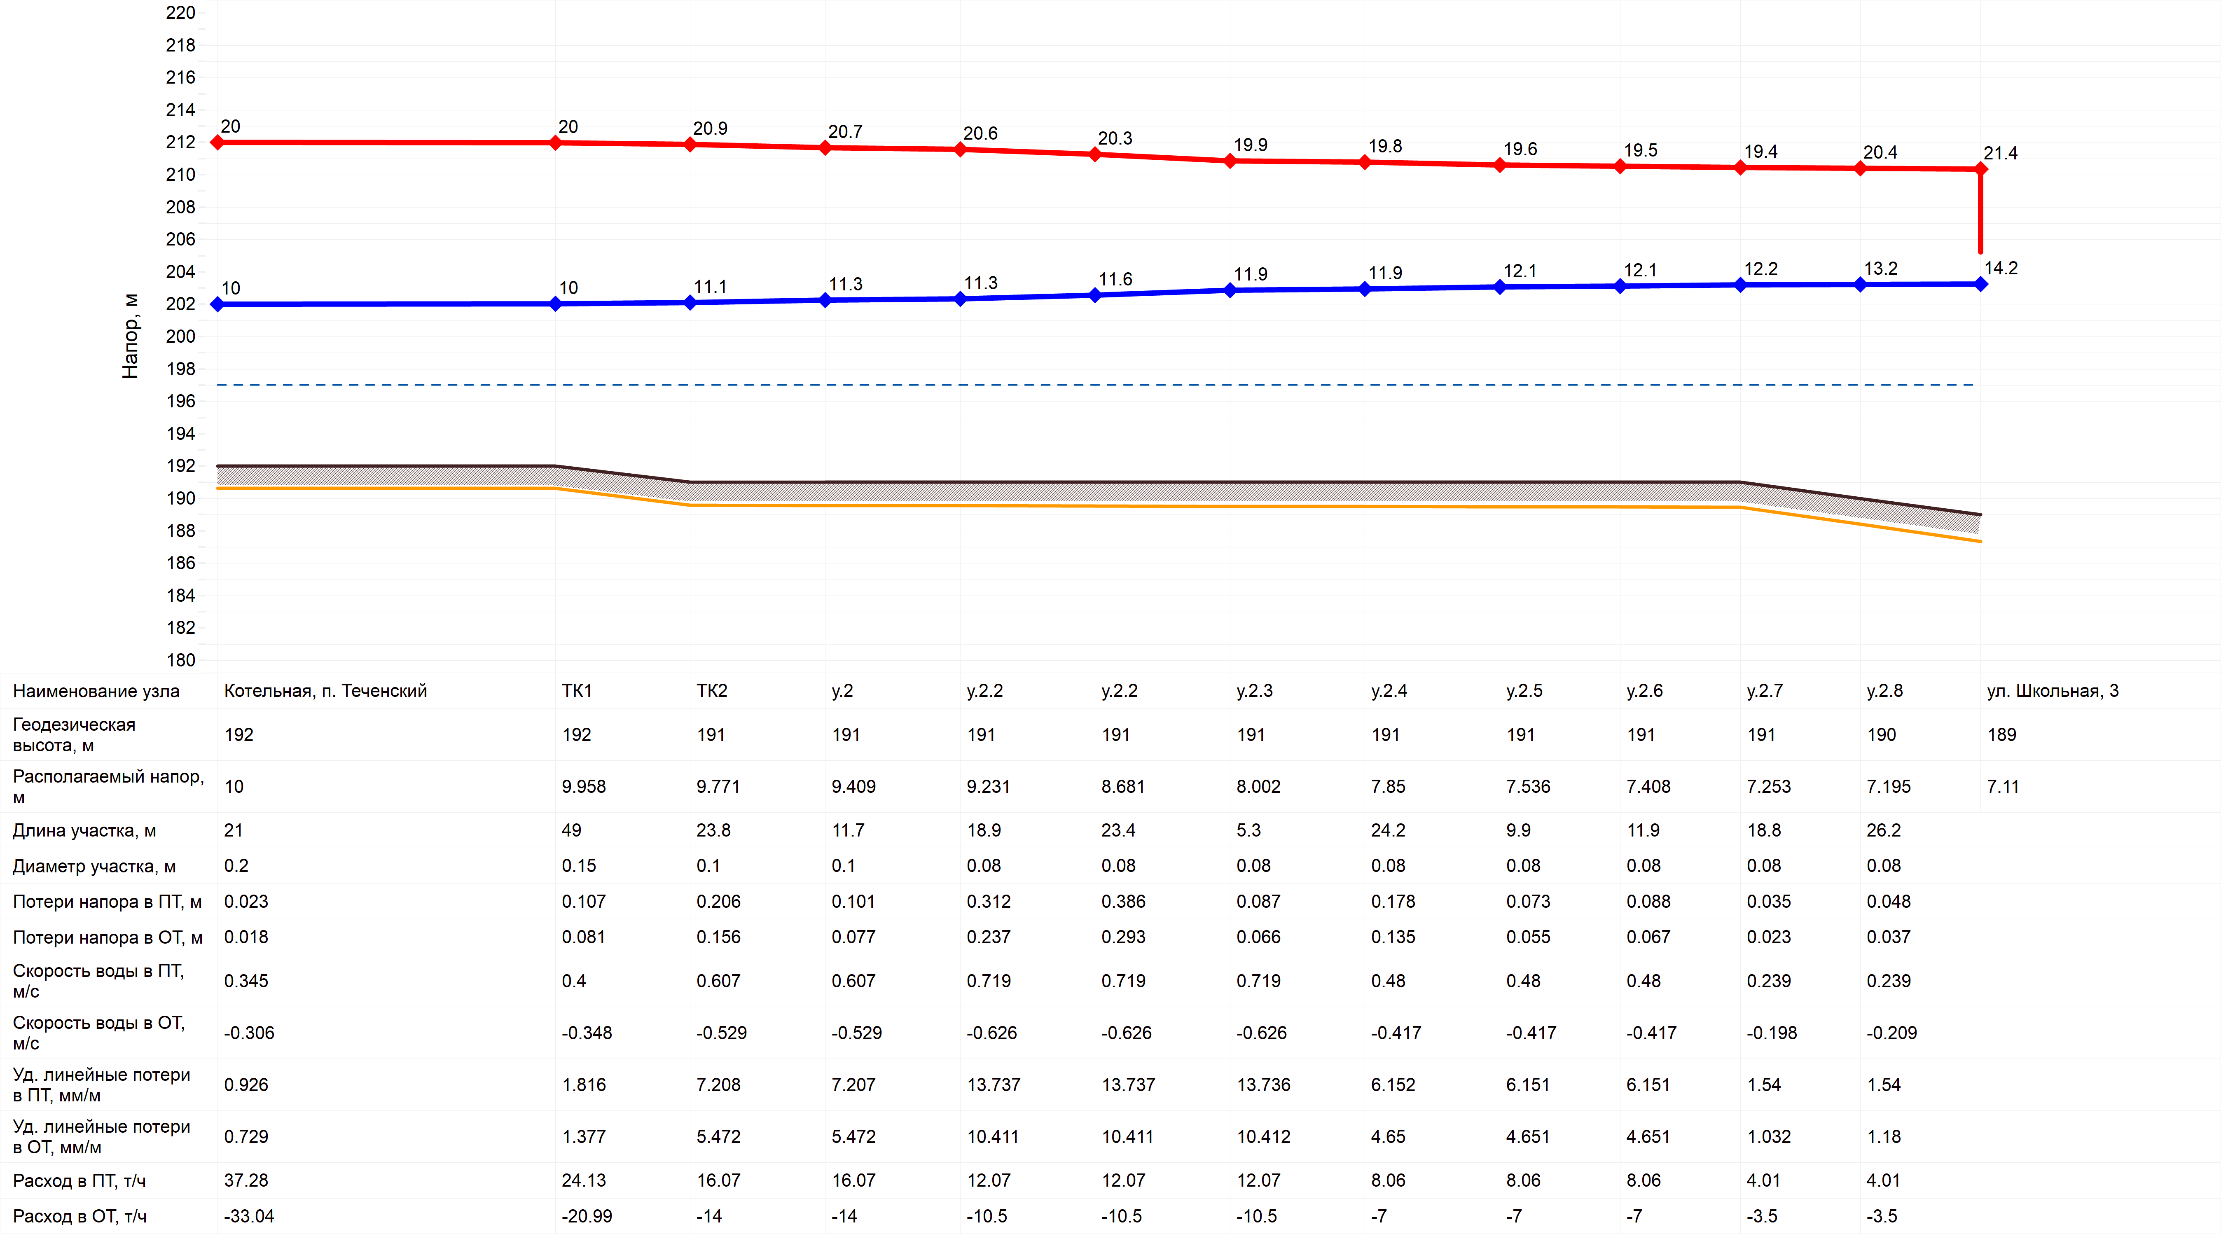 220
218
216
214
212
210
208
206
204
202
200
198
196
194
192
190
188
186
184
182
180
Напор, м
20 20 20.9 20.7 20.6 20.3 19.9 19.8 19.6 19.5 19.4 20.4 21.4
10 10 11.1 11.3 11.3 11.6 11.9 11.9 12.1 12.1 12.2 13.2 14.2
Наименование узла Котельная, п. Теченский ТК1 ТК2 у.2 у.2.2 у.2.2 у.2.3 у.2.4 у.2.5 у.2.6 у.2.7 у.2.8 ул. Школьная, 3
Геодезическая
высота, м 192 192 191 191 191 191 191 191 191 191 191 190 189
Располагаемый напор,
м 10 9.958 9.771 9.409 9.231 8.681 8.002 7.85 7.536 7.408 7.253 7.195 7.11
Длина участка, м 21 49 23.8 11.7 18.9 23.4 5.3 24.2 9.9 11.9 18.8 26.2
Диаметр участка, м 0.2 0.15 0.1 0.1 0.08 0.08 0.08 0.08 0.08 0.08 0.08 0.08
Потери напора в ПТ, м 0.023 0.107 0.206 0.101 0.312 0.386 0.087 0.178 0.073 0.088 0.035 0.048
Потери напора в ОТ, м 0.018 0.081 0.156 0.077 0.237 0.293 0.066 0.135 0.055 0.067 0.023 0.037
Скорость воды в ПТ,
м/с 0.345 0.4 0.607 0.607 0.719 0.719 0.719 0.48 0.48 0.48 0.239 0.239
Скорость воды в ОТ,
м/с -0.306 -0.348 -0.529 -0.529 -0.626 -0.626 -0.626 -0.417 -0.417 -0.417 -0.198 -0.209
Уд. линейные потери
в ПТ, мм/м 0.926 1.816 7.208 7.207 13.737 13.737 13.736 6.152 6.151 6.151 1.54 1.54
Уд. линейные потери
в ОТ, мм/м 0.729 1.377 5.472 5.472 10.411 10.411 10.412 4.65 4.651 4.651 1.032 1.18
Расход в ПТ, т/ч 37.28 24.13 16.07 16.07 12.07 12.07 12.07 8.06 8.06 8.06 4.01 4.01
Расход в ОТ, т/ч -33.04 -20.99 -14 -14 -10.5 -10.5 -10.5 -7 -7 -7 -3.5 -3.5